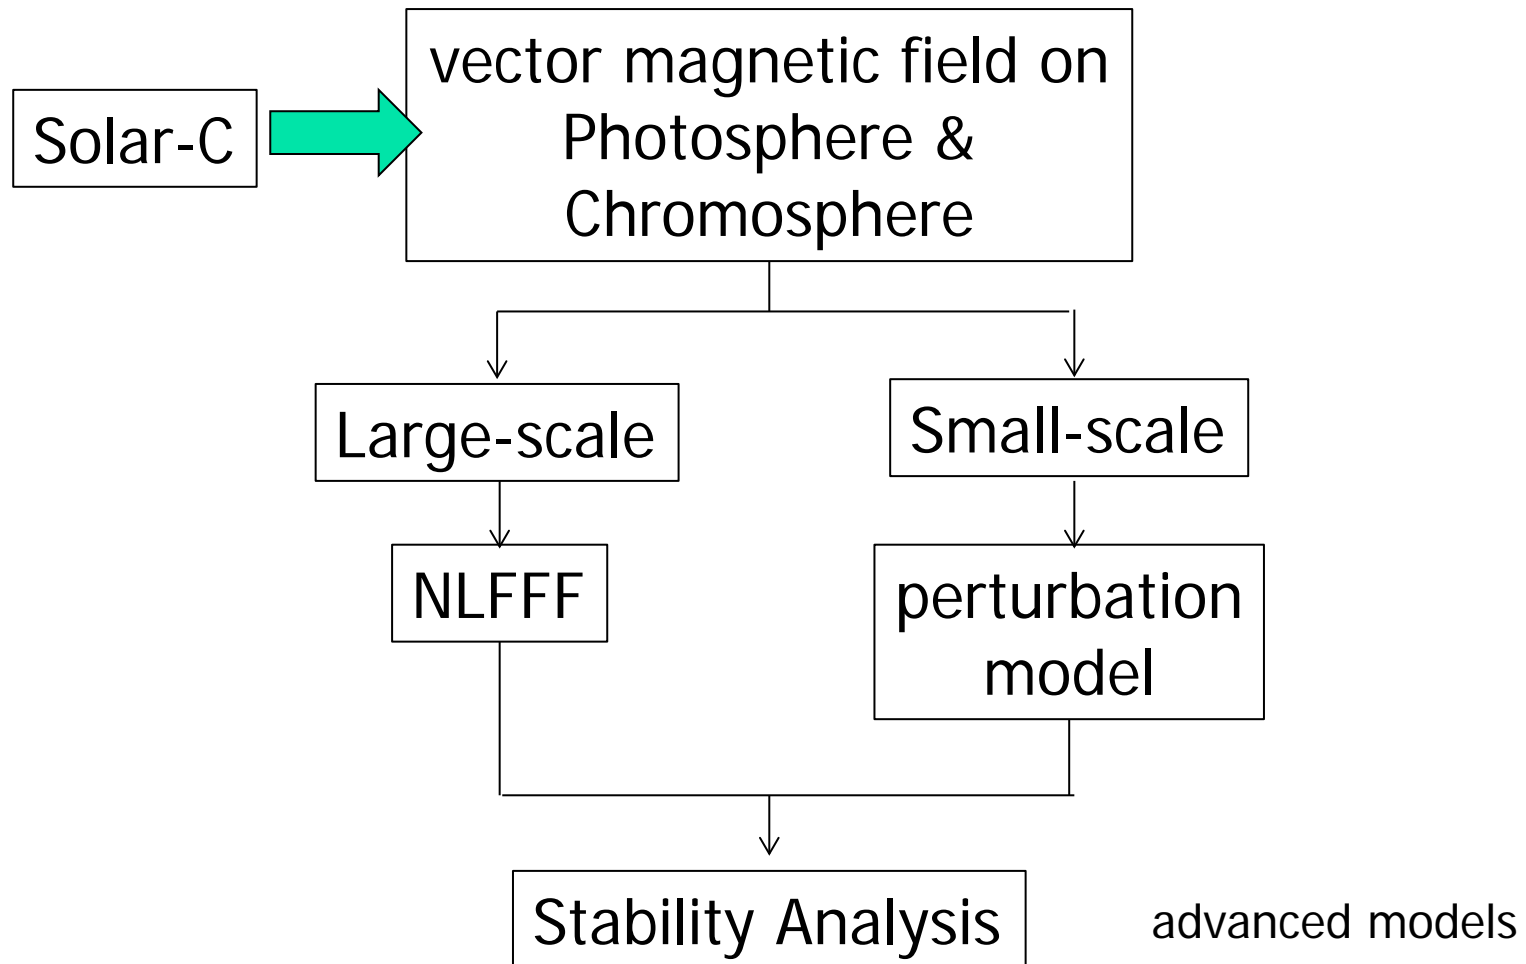 Solar-C
vector magnetic field on
Photosphere &
Chromosphere
Large-scale
Small-scale
NLFFF
perturbation
model
Stability Analysis
advanced models